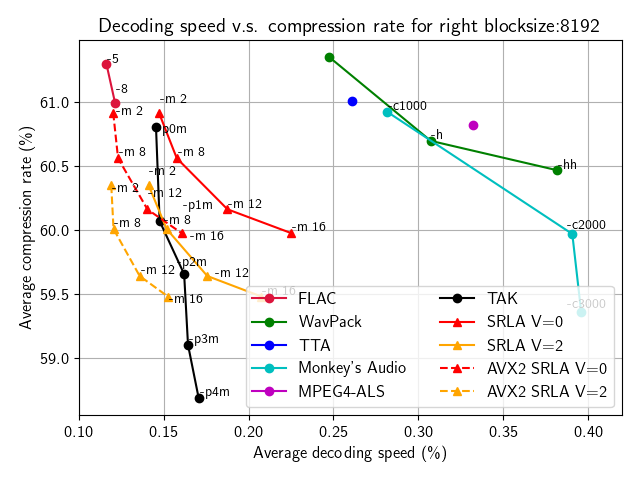 Decoding speed v.s. compression rate for right blocksize:8192
Average compression rate (%)
61.0
60.5
60.0
59.5
59.0
-5
-8
-m 2
-m 2
-c1000
p0m
-h
-m 8
-m 8
-hh
-m 2
-m 2
-m 12
-p1m
-m 12
-m 8
-m 8
-m 16
-m 16
-c2000
-p2m
-m 12
-m 12
-m 16
-m 16
-c3000
-p3m
-p4m
FLAC
WavPack
TTA
Monkey's Audio
MPEG4-ALS
TAK
SRLA V=0
SRLA V=2
AVX2 SRLA V=0
AVX2 SRLA V=2
0.10
0.15
0.20
0.25
0.30
0.35
0.40
Average decoding speed (%)